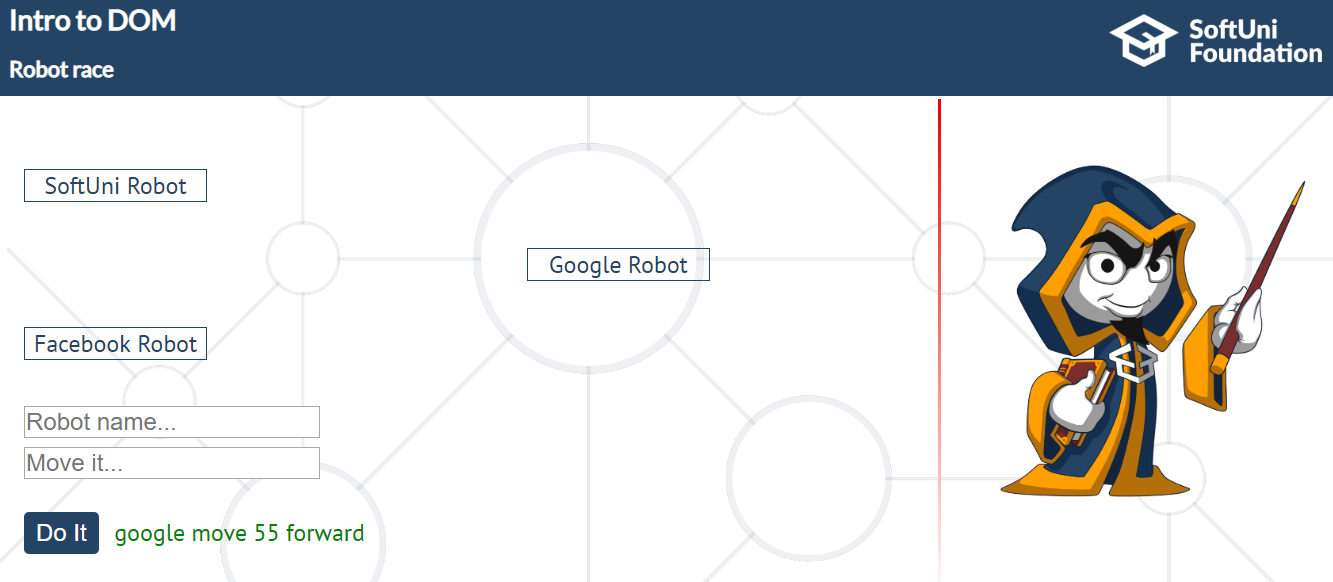 Intro to DOM
SoftUni
Foundation
Robot race
SoftUni Robot
Google Robot
Facebook Robot
Robot name...
Move it...
Do It
google move 55 forward